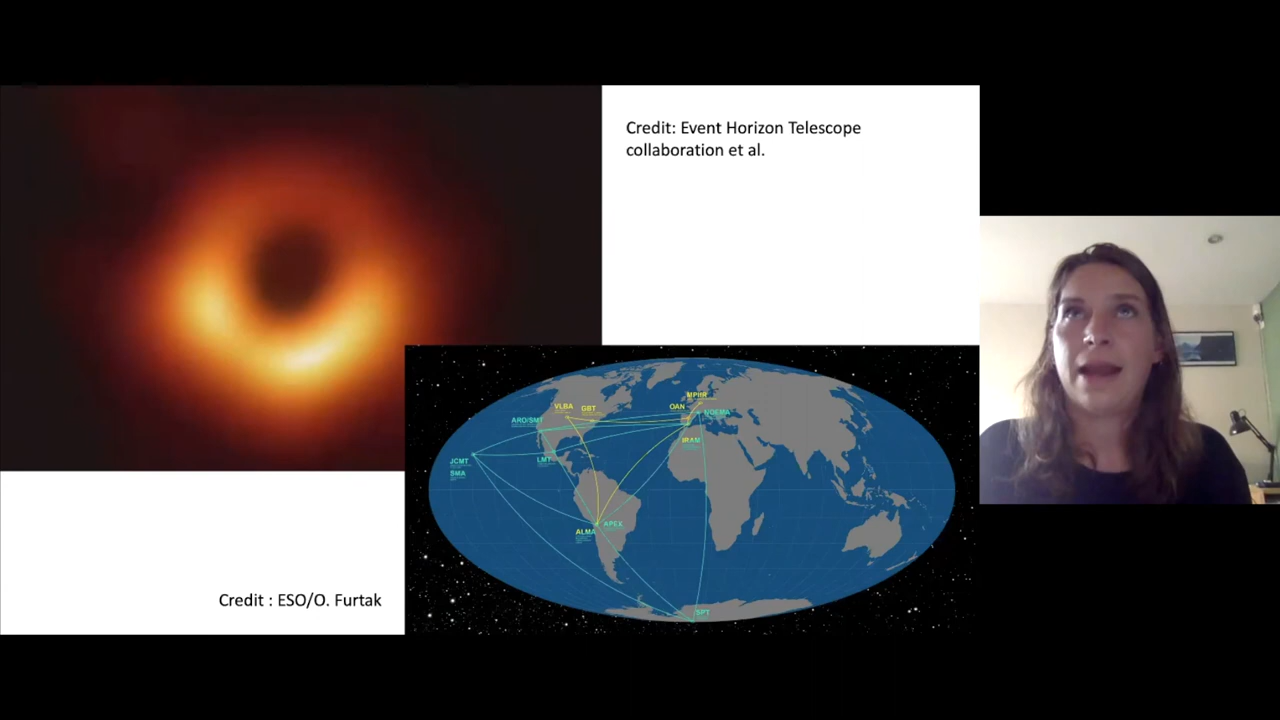 Credit: Event Horizon Telescope
collaboration et al.
MPIfR
VLBA
GBT
OAN
NOEMA
ARO/SMT
IRAM
JCMT
LMT
SMA
APEX
ALMA
Credit : ESO/O. Furtak
SPT